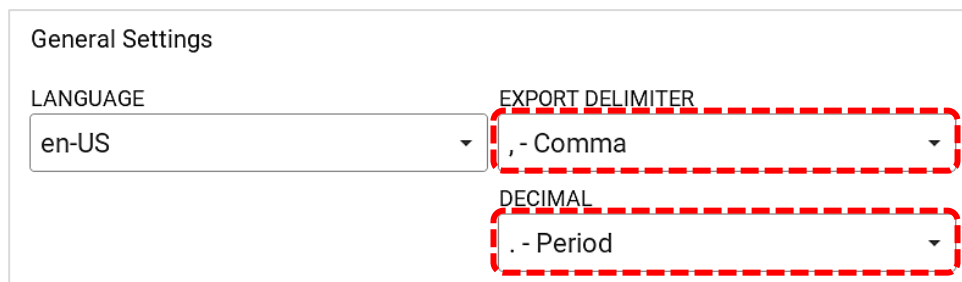 General Settings
LANGUAGE
EXPORT DELIMITER
en-US
, - Comma
DECIMAL
. - Period